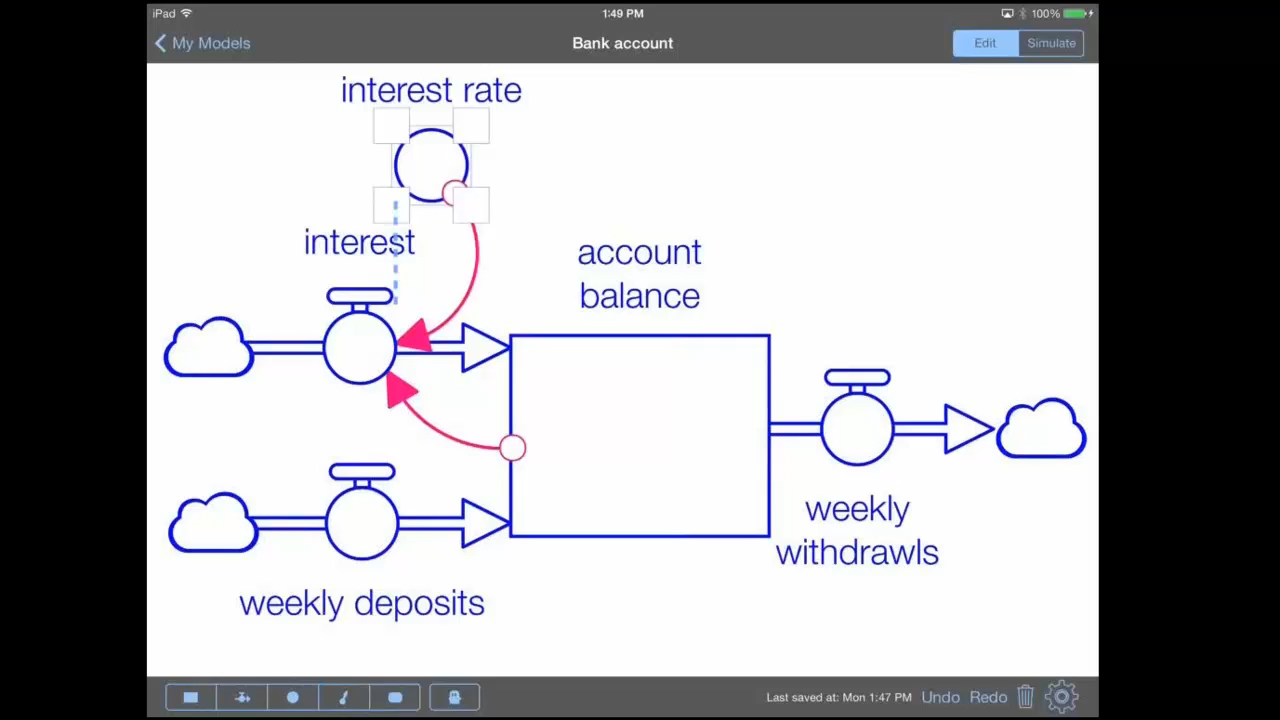 iPad 1:49 PM 100%
My Models Bank account Edit Simulate
interest rate
interest
account
balance
weekly
withdrawls
weekly deposits
Last saved at: Mon 1:47 PM Undo Redo